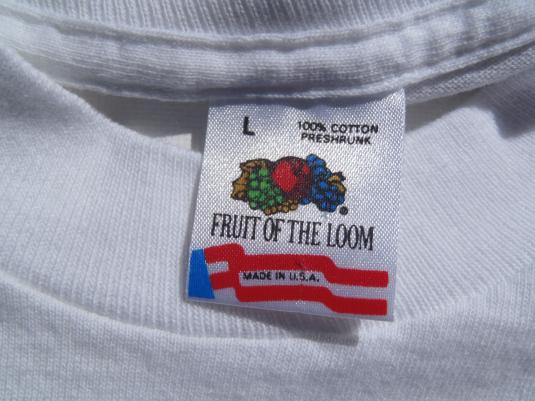 L
100% COTTON
PRESHRUNK
FRUIT OF THE LOOM
MADE IN U.S.A.